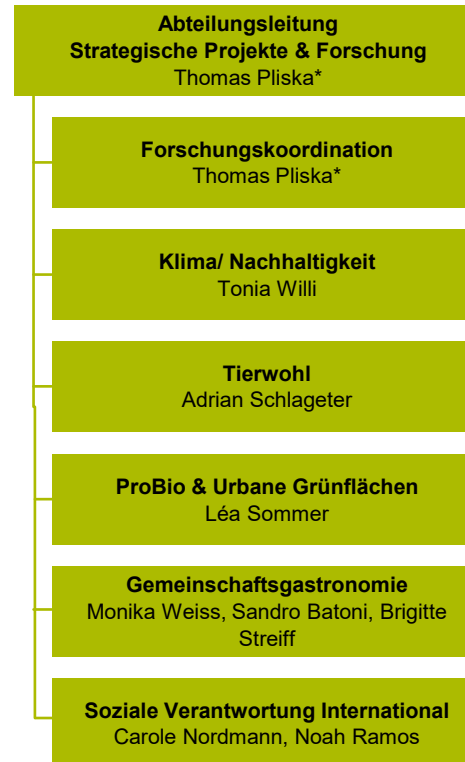 Abteilungsleitung
Strategische Projekte & Forschung
Thomas Pliska*
Forschungskoordination
Thomas Pliska*
Klima/ Nachhaltigkeit
Tonia Willi
Tierwohl
Adrian Schlageter
ProBio & Urbane Grünflächen
Léa Sommer
Gemeinschaftsgastronomie
Monika Weiss, Sandro Batoni, Brigitte
Streiff
Soziale Verantwortung International
Carole Nordmann, Noah Ramos